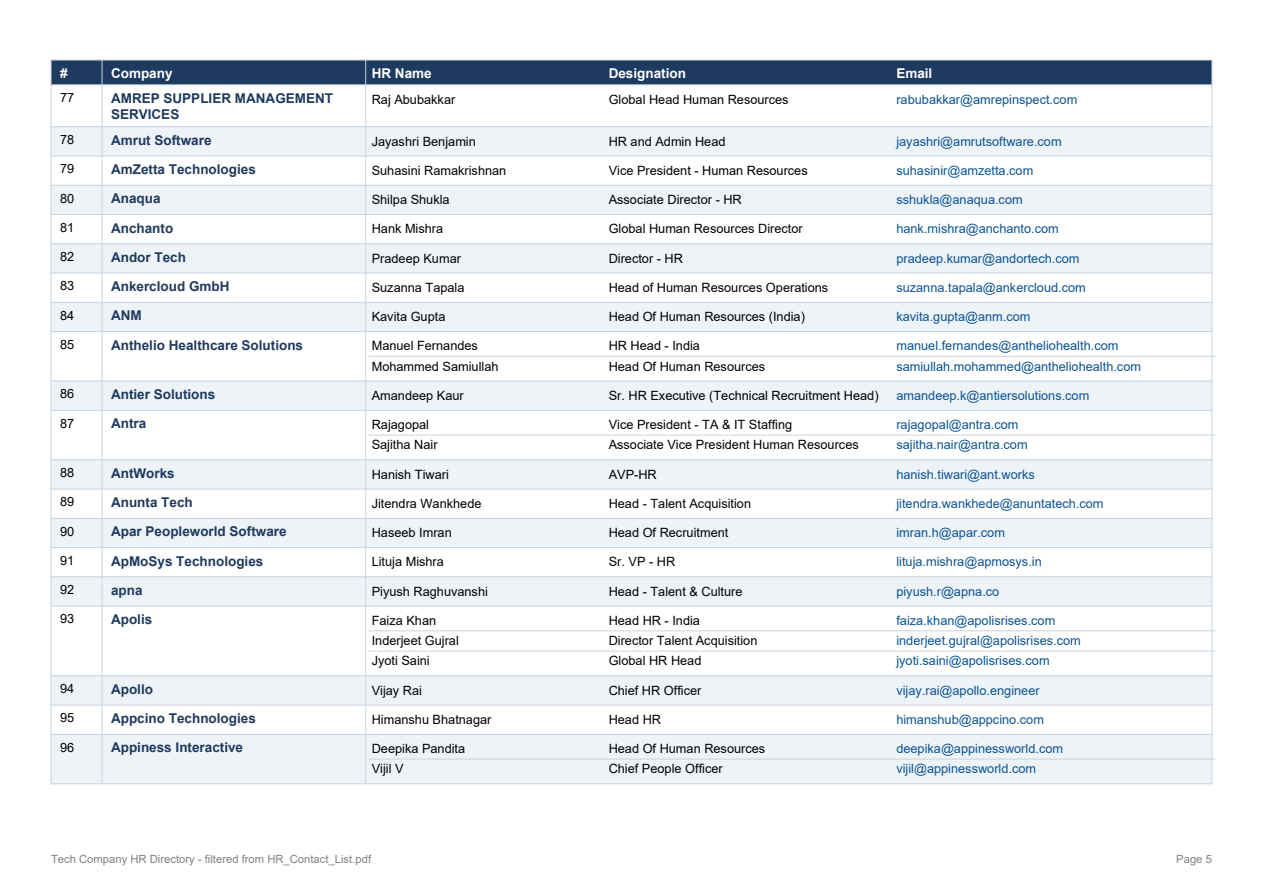 # Company HR Name Designation Email
77 AMREP SUPPLIER MANAGEMENT Raj Abubakkar Global Head Human Resources rabubakkar@amrepinspect.com
SERVICES
78 Amrut Software Jayashri Benjamin HR and Admin Head jayashri@amrutsoftware.com
79 AmZetta Technologies Suhasini Ramakrishnan Vice President - Human Resources suhasinir@amzetta.com
80 Anaqua Shilpa Shukla Associate Director - HR sshukla@anaqua.com
81 Anchanto Hank Mishra Global Human Resources Director hank.mishra@anchanto.com
82 Andor Tech Pradeep Kumar Director - HR pradeep.kumar@andortech.com
83 Ankercloud GmbH Suzanna Tapala Head of Human Resources Operations suzanna.tapala@ankercloud.com
84 ANM Kavita Gupta Head Of Human Resources (India) kavita.gupta@anm.com
85 Anthelio Healthcare Solutions Manuel Fernandes HR Head - India manuel.fernandes@antheliohealth.com
Mohammed Samiullah Head Of Human Resources samiullah.mohammed@antheliohealth.com
86 Antier Solutions Amandeep Kaur Sr. HR Executive (Technical Recruitment Head) amandeep.k@antiersolutions.com
87 Antra Rajagopal Vice President - TA & IT Staffing rajagopal@antra.com
Sajitha Nair Associate Vice President Human Resources sajitha.nair@antra.com
88 AntWorks Hanish Tiwari AVP-HR hanish.tiwari@ant.works
89 Anunta Tech Jitendra Wankhede Head - Talent Acquisition jitendra.wankhede@anuntatech.com
90 Apar Peopleworld Software Haseeb Imran Head Of Recruitment imran.h@apar.com
91 ApMoSys Technologies Lituja Mishra Sr. VP - HR lituja.mishra@apmosys.in
92 apna Piyush Raghuvanshi Head - Talent & Culture piyush.r@apna.co
93 Apolis Faiza Khan Head HR - India faiza.khan@apolisrises.com
Inderjeet Gujral Director Talent Acquisition inderjeet.gujral@apolisrises.com
Jyoti Saini Global HR Head jyoti.saini@apolisrises.com
94 Apollo Vijay Rai Chief HR Officer vijay.rai@apollo.engineer
95 Appcino Technologies Himanshu Bhatnagar Head HR himanshub@appcino.com
96 Appiness Interactive Deepika Pandita Head Of Human Resources deepika@appinessworld.com
Vijil V Chief People Officer vijil@appinessworld.com
Tech Company HR Directory - filtered from HR_Contact_List.pdf Page 5